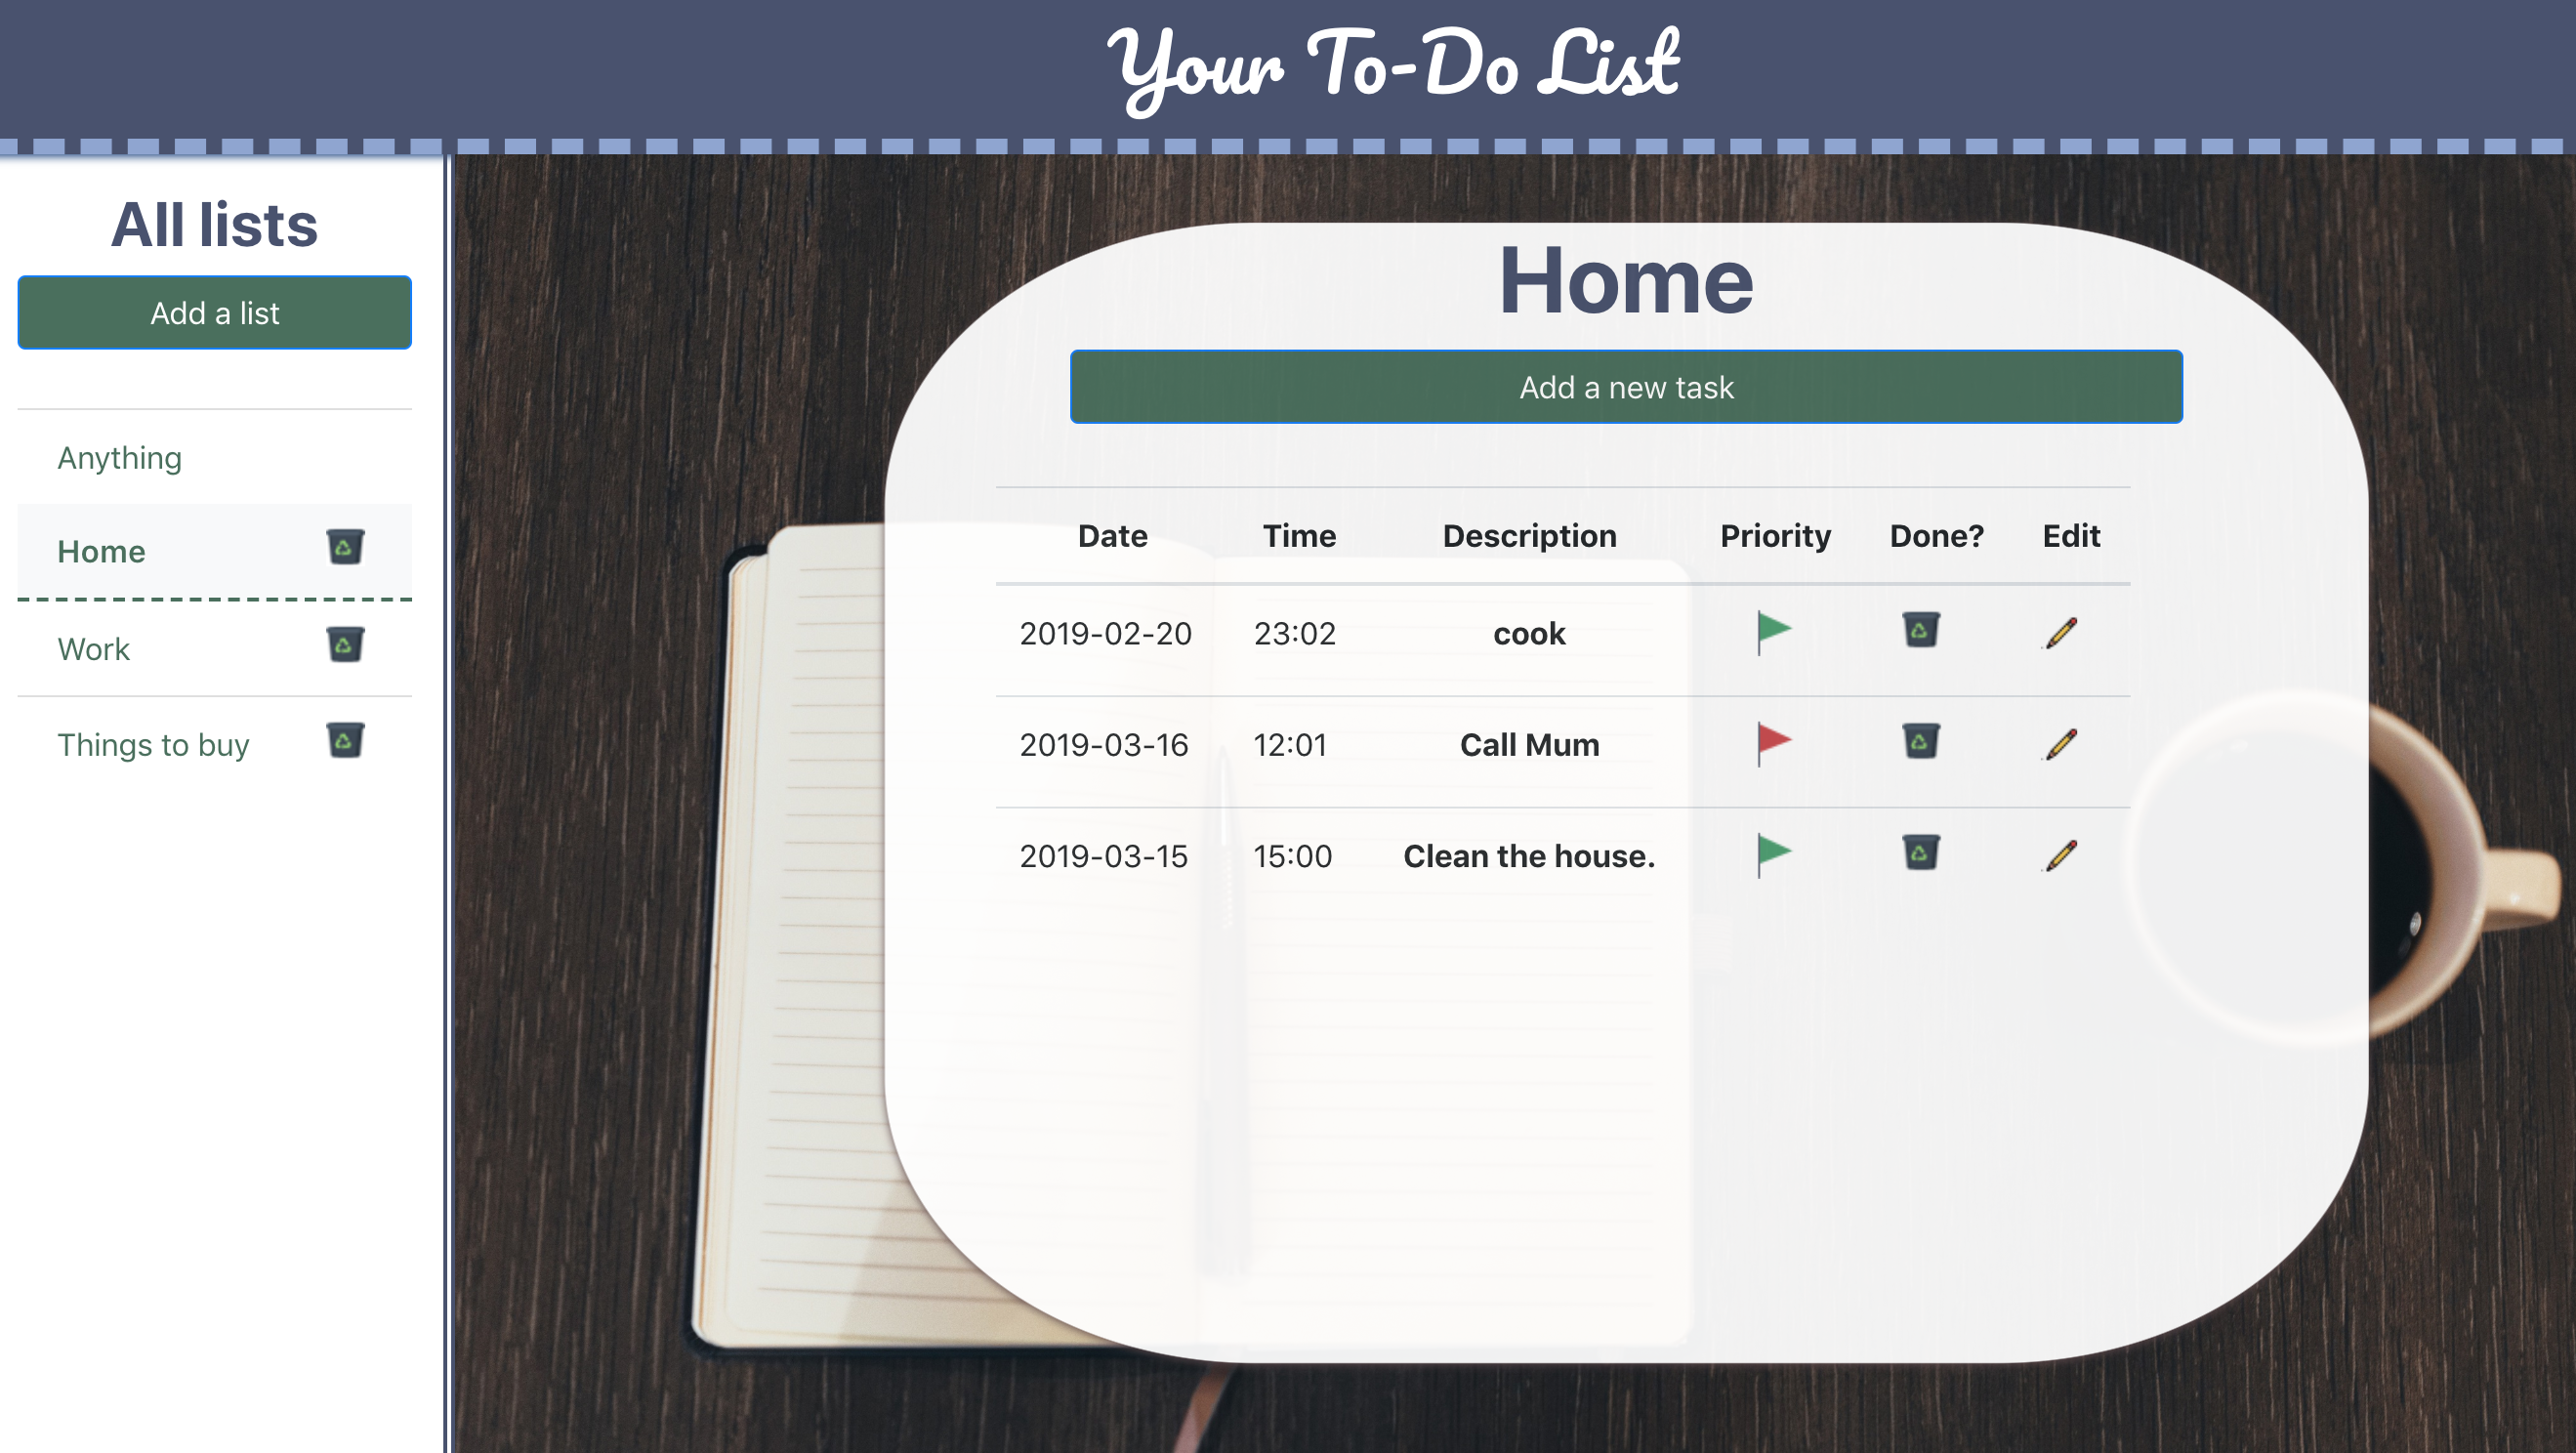 Your To-Do List
All lists
Add a list
Anything
Home
Work
Things to buy
Home
Add a new task
Date Time Description Priority Done? Edit
2019-02-20 23:02 cook
2019-03-16 12:01 Call Mum
2019-03-15 15:00 Clean the house.